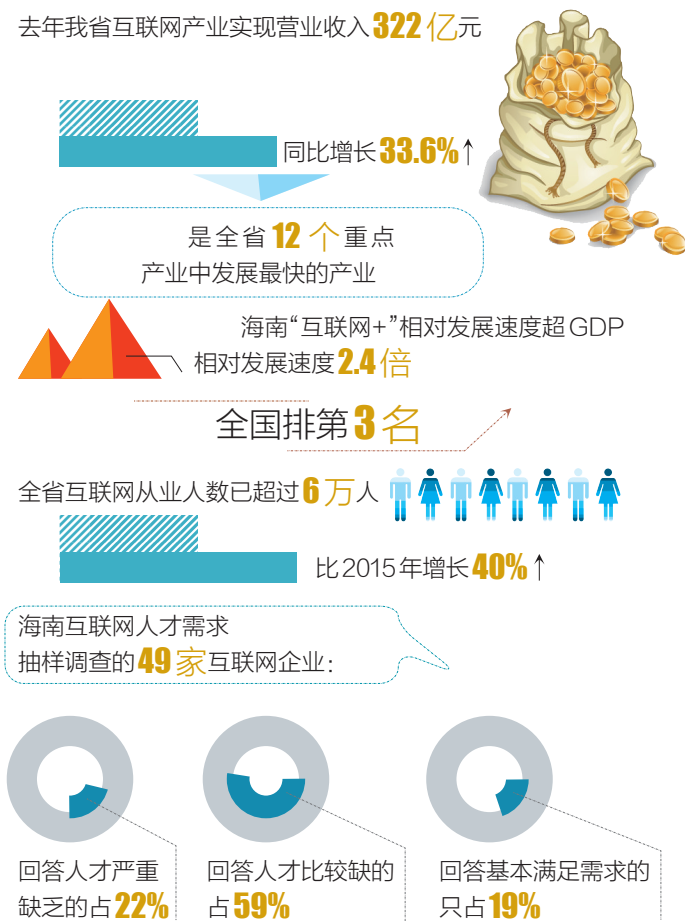 去年我省互联网产业实现营业收入322亿元
同比增长33.6%↑
是全省12个重点
产业中发展最快的产业
海南“互联网+”相对发展速度超GDP
相对发展速度2.4倍
全国排第3名
全省互联网从业人数已超过6万人
比2015年增长40%↑
海南互联网人才需求
抽样调查的49家互联网企业：
回答人才严重
缺乏的占22%
回答人才比较缺的
占59%
回答基本满足需求的
只占19%